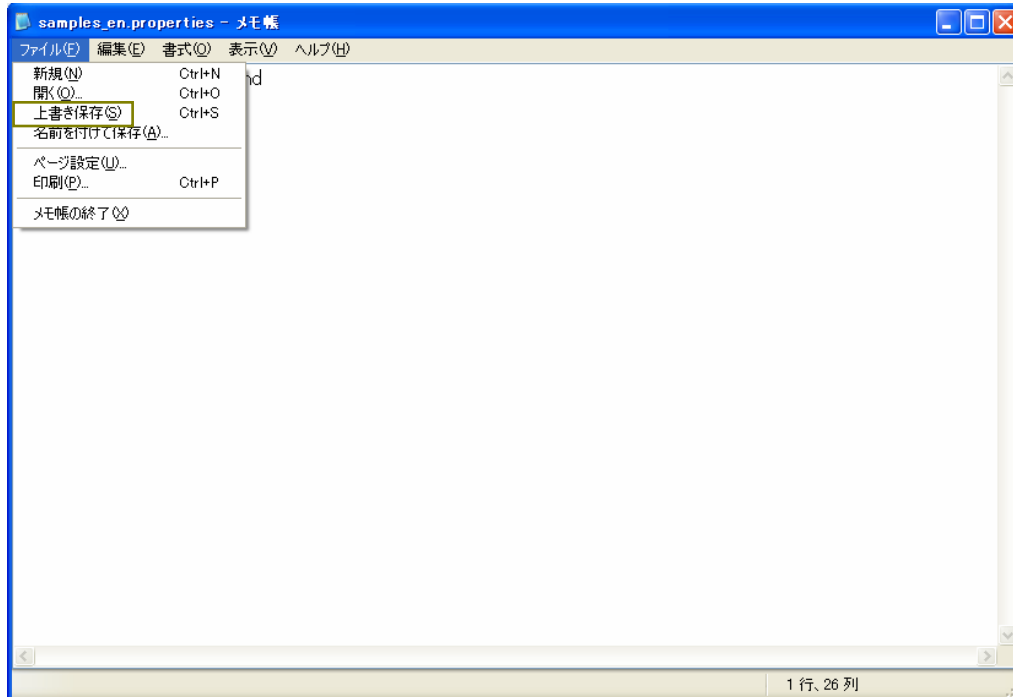 samples_en.properties - メモ帳
ファイル(F) 編集(E) 書式(O) 表示(V) ヘルプ(H)
新規(N) Ctrl+N
開く(O)... Ctrl+O
上書き保存(S) Ctrl+S
名前を付けて保存(A)...
ページ設定(U)...
印刷(P)... Ctrl+P
メモ帳の終了(X)
1 行、26 列